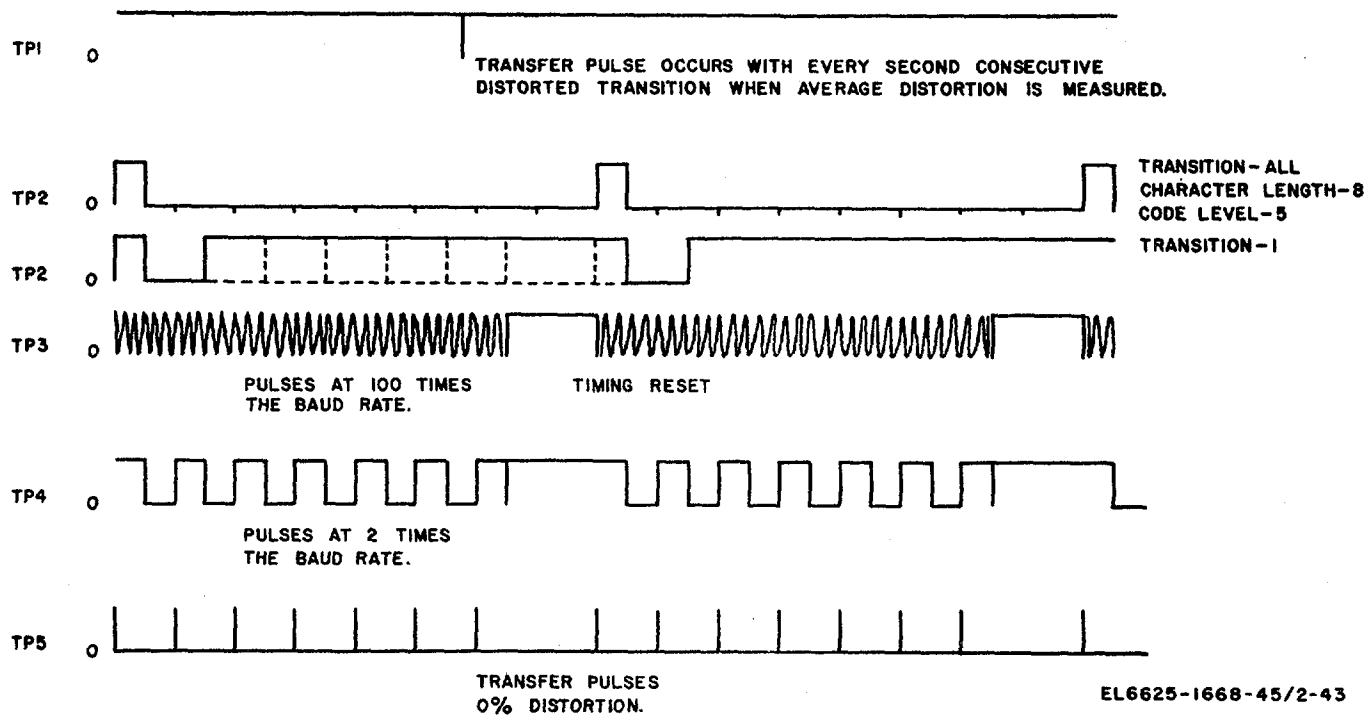 TP1 0
TRANSFER PULSE OCCURS WITH EVERY SECOND CONSECUTIVE
DISTORTED TRANSITION WHEN AVERAGE DISTORTION IS MEASURED.
TP2 0
TRANSITION-ALL
CHARACTER LENGTH-8
CODE LEVEL-5
TP2 0
TRANSITION-1
TP3 0
PULSES AT 100 TIMES
THE BAUD RATE.
TIMING RESET
TP4 0
PULSES AT 2 TIMES
THE BAUD RATE.
TP5 0
TRANSFER PULSES
0% DISTORTION.
EL6625-1668-45/2-43